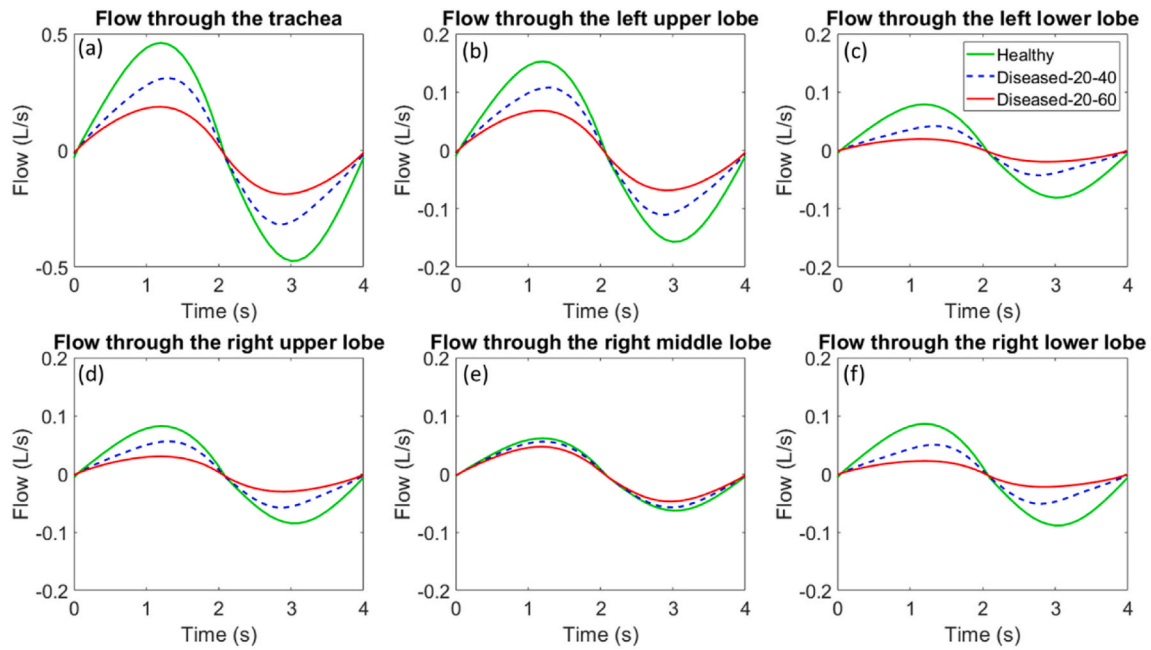 Flow through the trachea
(a)
0.5
0
-0.5
Flow (L/s)
0 1 2 3 4
Time (s)
Flow through the left upper lobe
(b)
0.2
0.1
0
-0.1
-0.2
Flow (L/s)
0 1 2 3 4
Time (s)
Flow through the left lower lobe
(c)
Healthy
Diseased-20-40
Diseased-20-60
0.2
0.1
0
-0.1
-0.2
Flow (L/s)
0 1 2 3 4
Time (s)
Flow through the right upper lobe
(d)
0.2
0.1
0
-0.1
-0.2
Flow (L/s)
0 1 2 3 4
Time (s)
Flow through the right middle lobe
(e)
0.2
0.1
0
-0.1
-0.2
Flow (L/s)
0 1 2 3 4
Time (s)
Flow through the right lower lobe
(f)
0.2
0.1
0
-0.1
-0.2
Flow (L/s)
0 1 2 3 4
Time (s)